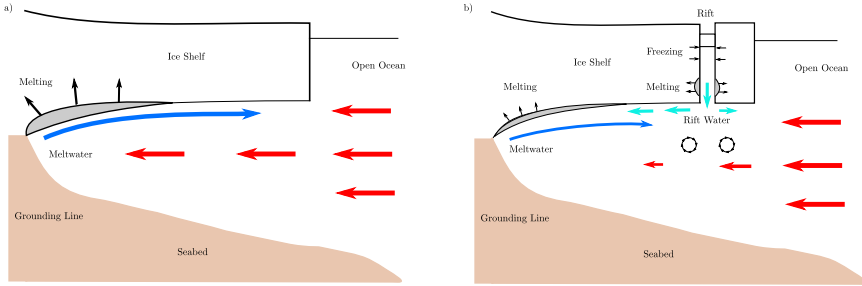 a)
Ice Shelf
Open Ocean
Melting
Meltwater
Grounding Line
Seabed
b)
Rift
Freezing
Ice Shelf
Open Ocean
Melting
Melting
Rift Water
Meltwater
Grounding Line
Seabed